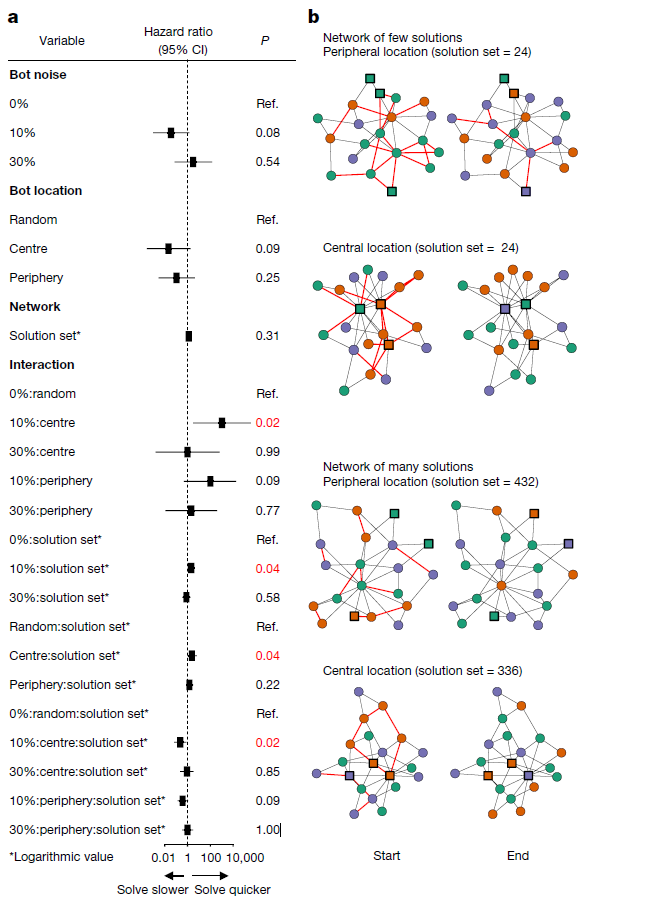 a
Variable
Hazard ratio
(95% CI)
P
Bot noise
0% Ref.
10% 0.08
30% 0.54
Bot location
Random Ref.
Centre 0.09
Periphery 0.25
Network
Solution set* 0.31
Interaction
0%:random Ref.
10%:centre 0.02
30%:centre 0.99
10%:periphery 0.09
30%:periphery 0.77
0%:solution set* Ref.
10%:solution set* 0.04
30%:solution set* 0.58
Random:solution set* Ref.
Centre:solution set* 0.04
Periphery:solution set* 0.22
0%:random:solution set* Ref.
10%:centre:solution set* 0.02
30%:centre:solution set* 0.85
10%:periphery:solution set* 0.09
30%:periphery:solution set* 1.00
*Logarithmic value 0.01 1 100 10,000
Solve slower Solve quicker
b
Network of few solutions
Peripheral location (solution set = 24)
Central location (solution set = 24)
Network of many solutions
Peripheral location (solution set = 432)
Central location (solution set = 336)
Start End